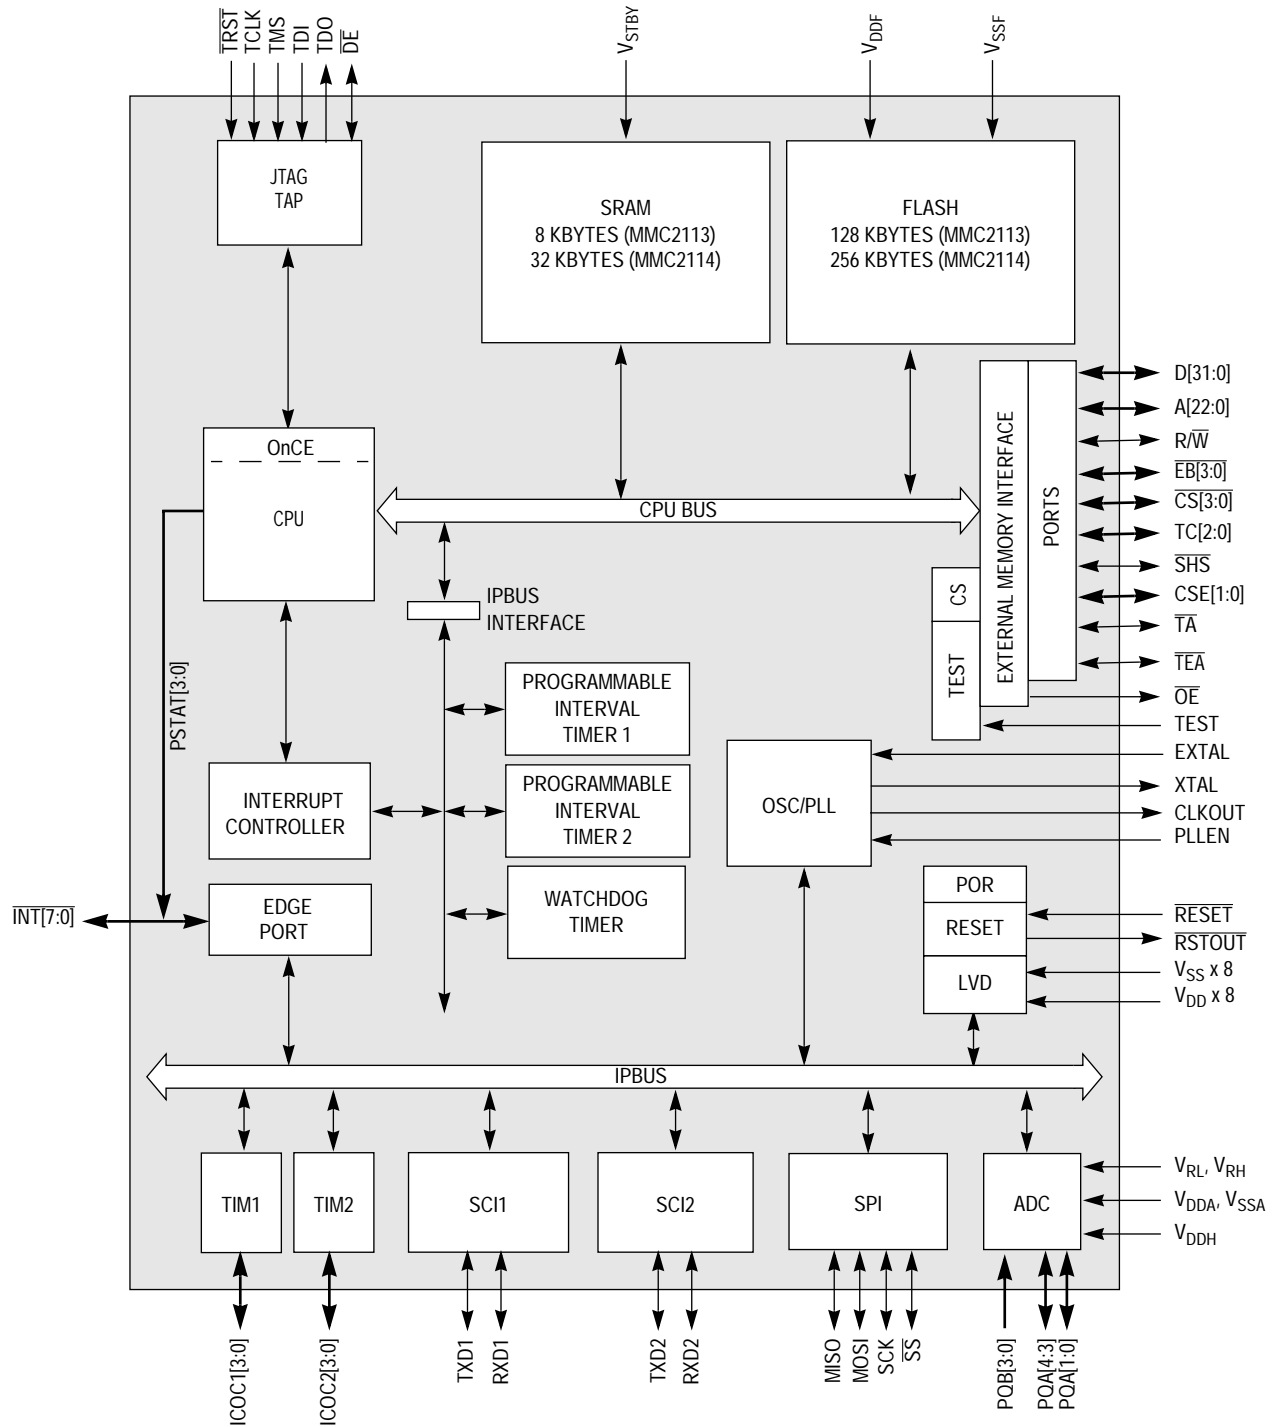 TRST
TCLK
TMS
TDI
TDO
DE
VSTBY
VDDF
VSSF
JTAG
TAP
SRAM
8 KBYTES (MMC2113)
32 KBYTES (MMC2114)
FLASH
128 KBYTES (MMC2113)
256 KBYTES (MMC2114)
OnCE
CPU
CPU BUS
EXTERNAL MEMORY INTERFACE
PORTS
CS
TEST
D[31:0]
A[22:0]
R/W
EB[3:0]
CS[3:0]
TC[2:0]
SHS
CSE[1:0]
TA
TEA
OE
TEST
EXTAL
XTAL
CLKOUT
PLLEN
IPBUS
INTERFACE
PSTAT[3:0]
PROGRAMMABLE
INTERVAL
TIMER 1
PROGRAMMABLE
INTERVAL
TIMER 2
WATCHDOG
TIMER
INTERRUPT
CONTROLLER
OSC/PLL
INT[7:0]
EDGE
PORT
POR
RESET
LVD
RESET
RSTOUT
VSS x 8
VDD x 8
IPBUS
TIM1
TIM2
SCI1
SCI2
SPI
ADC
VRL, VRH
VDDA, VSSA
VDDH
ICOC1[3:0]
ICOC2[3:0]
TXD1
RXD1
TXD2
RXD2
MISO
MOSI
SCK
SS
PQB[3:0]
PQA[4:3]
PQA[1:0]